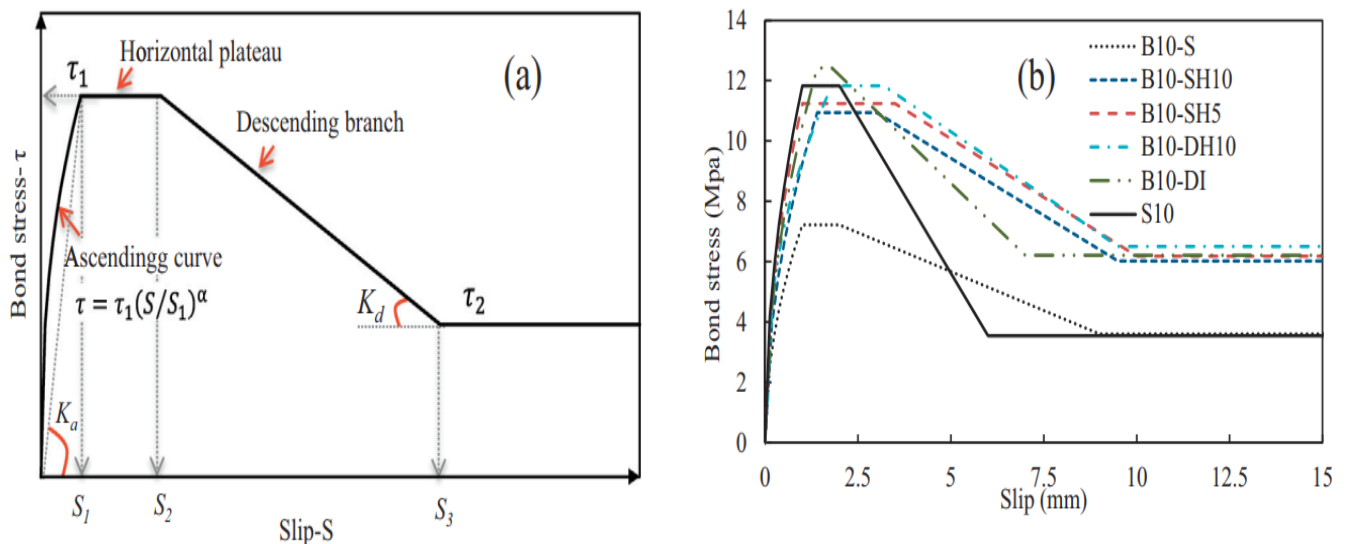 Bond stress- τ
τ₁
Horizontal plateau
(a)
Descending branch
Ascendingg curve
τ = τ₁(S/S₁)^α
K_a
K_d
τ₂
S₁
S₂
S₃
Slip-S
Bond stress (Mpa)
14
12
10
8
6
4
2
0
(b)
B10-S
B10-SH10
B10-SH5
B10-DH10
B10-DI
S10
0 2.5 5 7.5 10 12.5 15
Slip (mm)